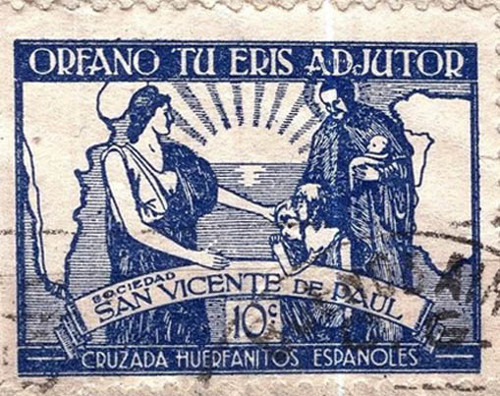 ORFANO TU ERIS ADJUTOR
SOCIEDAD
SAN VICENTE DE PAUL
10c
CRUZADA HUERFANITOS ESPAÑOLES